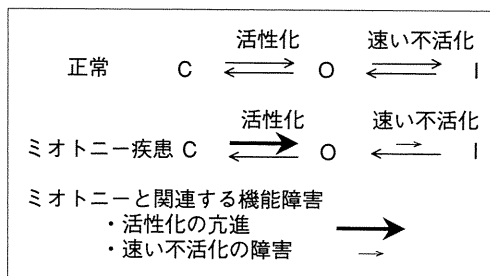 活性化 速い不活化
正常 C O I
活性化 速い不活化
ミオトニー疾患 C O I
ミオトニーと関連する機能障害
・活性化の亢進
・速い不活化の障害